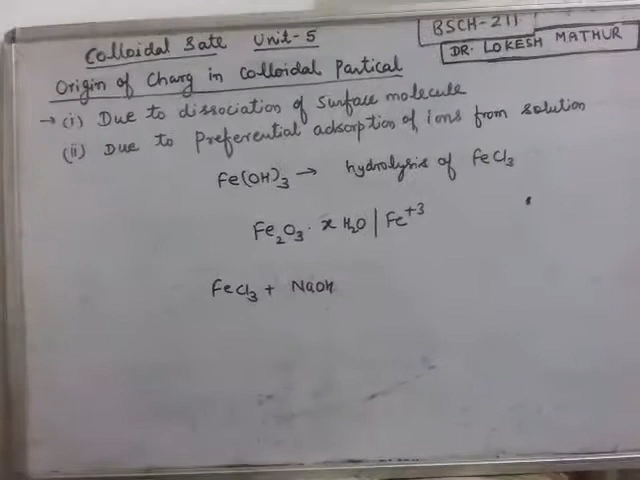 BSCH-211
DR. LOKESH MATHUR
Colloidal Sate Unit-5
Origin of Charg in Colloidal Partical
→ (i) Due to dissociation of Surface molecule
(ii) Due to Preferential adsorption of ions from solution
Fe(OH)₃ → hydrolysis of FeCl₃
Fe₂O₃· x H₂O | Fe⁺³
FeCl₃ + NaOH